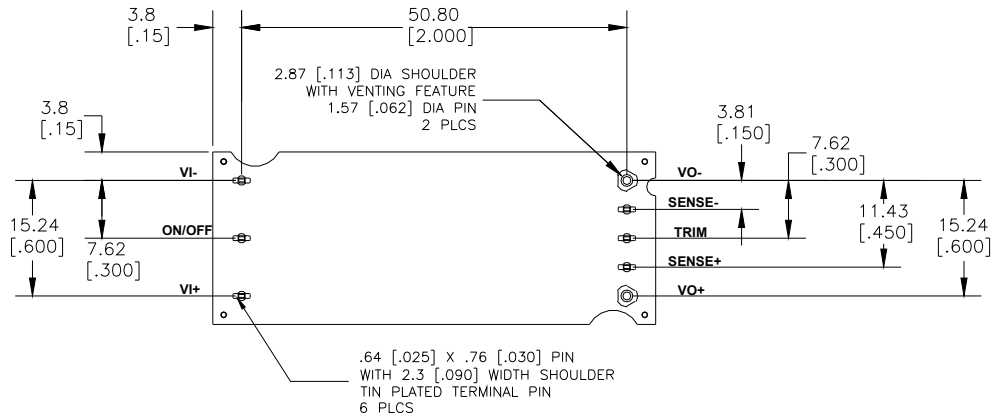 3.8
[.15]
50.80
[2.000]
2.87 [.113] DIA SHOULDER
WITH VENTING FEATURE
1.57 [.062] DIA PIN
2 PLCS
3.8
[.15]
3.81
[.150]
7.62
[.300]
VI-
VO-
SENSE-
15.24
[.600]
ON/OFF
7.62
[.300]
TRIM
11.43
[.450]
15.24
[.600]
SENSE+
VI+
VO+
.64 [.025] X .76 [.030] PIN
WITH 2.3 [.090] WIDTH SHOULDER
TIN PLATED TERMINAL PIN
6 PLCS